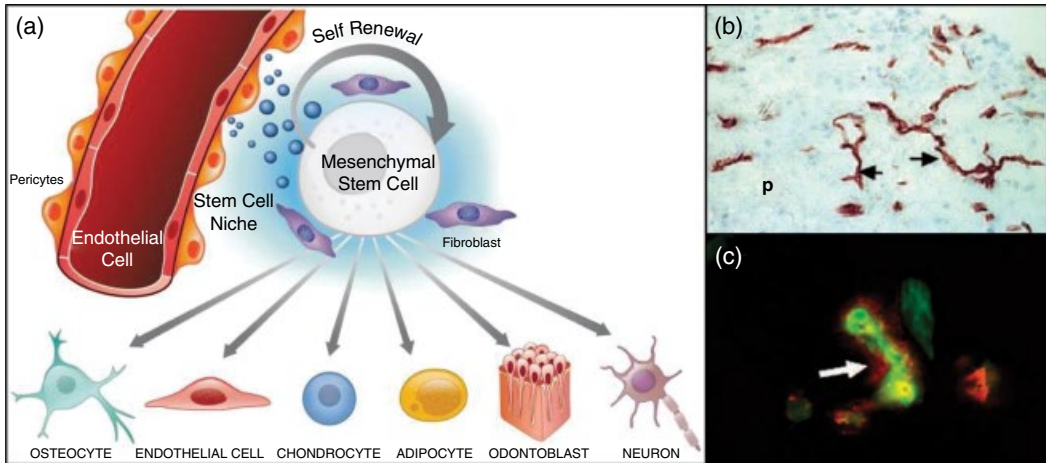 (a)
Self Renewal
Mesenchymal
Stem Cell
Pericytes
Stem Cell
Niche
Endothelial
Cell
Fibroblast
OSTEOCYTE
ENDOTHELIAL CELL
CHONDROCYTE
ADIPOCYTE
ODONTOBLAST
NEURON
(b)
p
(c)